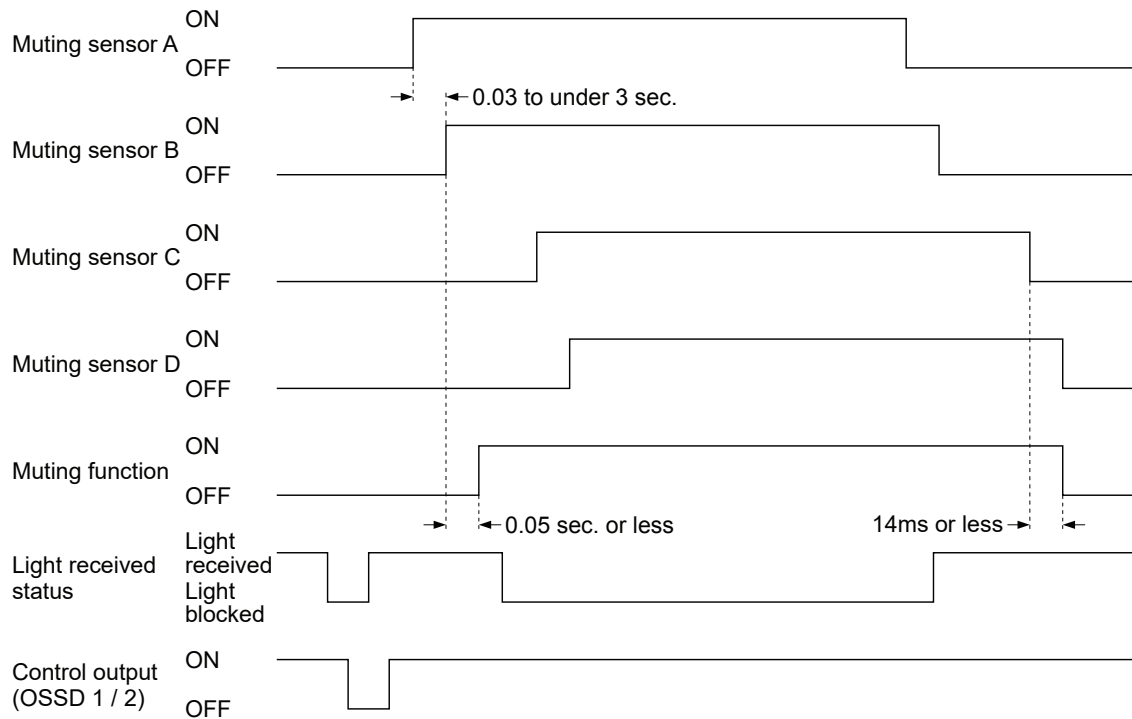 ON
Muting sensor A
OFF
0.03 to under 3 sec.
ON
Muting sensor B
OFF
ON
Muting sensor C
OFF
ON
Muting sensor D
OFF
ON
Muting function
OFF
0.05 sec. or less
14ms or less
Light received
status
Light
received
Light
blocked
Control output
(OSSD 1 / 2)
ON
OFF